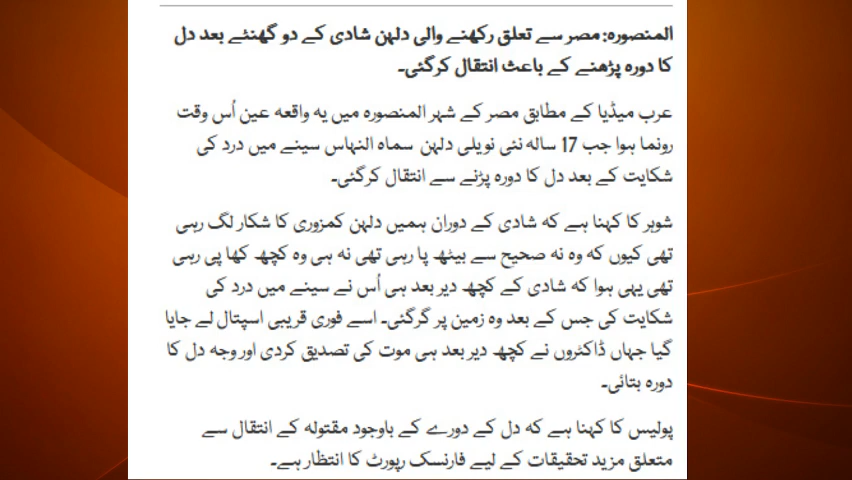 المنصورہ: مصر سے تعلق رکھنے والی دلہن شادی کے دو گھنٹے بعد دل
کا دورہ پڑھنے کے باعث انتقال کرگئی۔
عرب میڈیا کے مطابق مصر کے شہر المنصورہ میں یہ واقعہ عین اُس وقت
رونما ہوا جب 17 سالہ نئی نویلی دلہن سماہ النہاس سینے میں درد کی
شکایت کے بعد دل کا دورہ پڑنے سے انتقال کرگئی۔
شوہر کا کہنا ہے کہ شادی کے دوران ہمیں دلہن کمزوری کا شکار لگ رہی
تھی کیوں کہ وہ نہ صحیح سے بیٹھ پا رہی تھی نہ ہی وہ کچھ کھا پی رہی
تھی یہی ہوا کہ شادی کے کچھ دیر بعد ہی اُس نے سینے میں درد کی
شکایت کی جس کے بعد وہ زمین پر گرگئی۔ اسے فوری قریبی اسپتال لے جایا
گیا جہاں ڈاکٹروں نے کچھ دیر بعد ہی موت کی تصدیق کردی اور وجہ دل کا
دورہ بتائی۔
پولیس کا کہنا ہے کہ دل کے دورے کے باوجود مقتولہ کے انتقال سے
متعلق مزید تحقیقات کے لیے فارنسک رپورٹ کا انتظار ہے۔